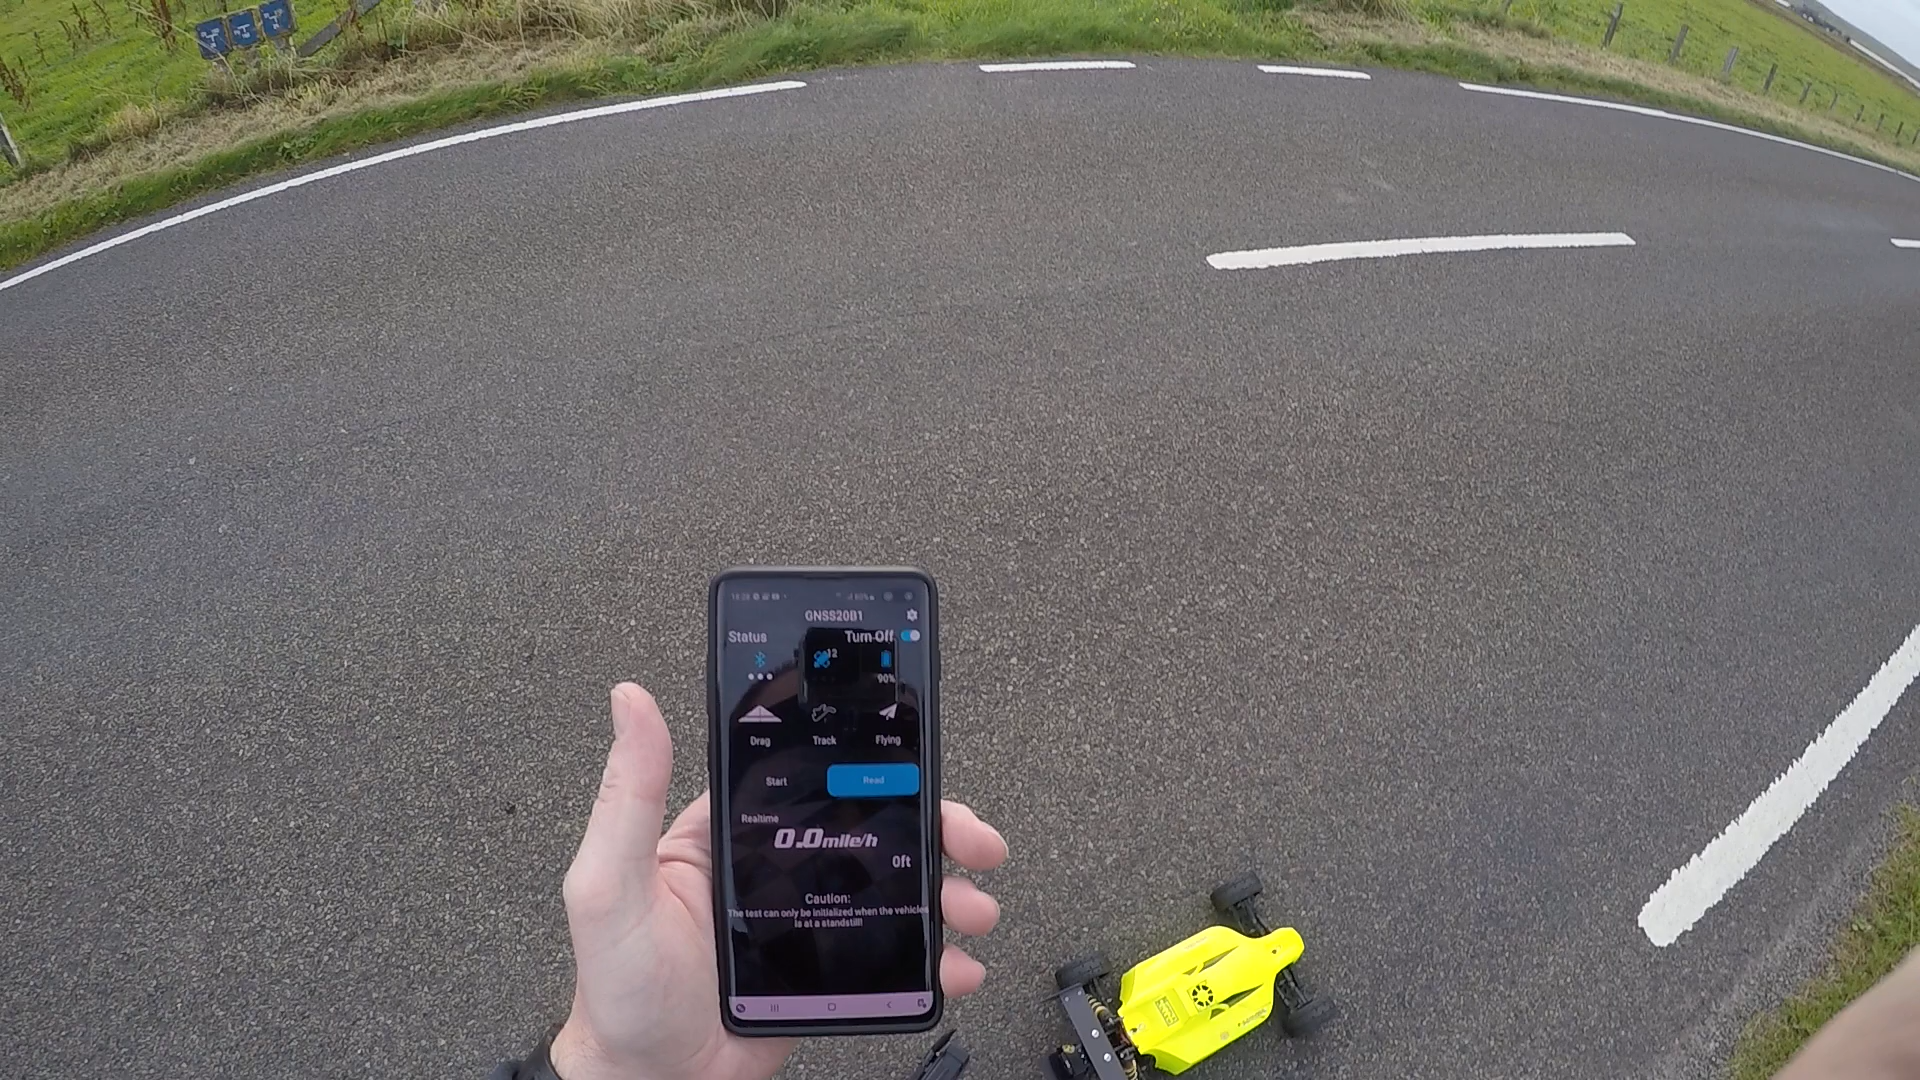 GNSS20B1
Status Turn Off
12
90%
Drag Track Flying
Start Read
Realtime
0.0mile/h
0ft
Caution:
The test can only be initialized when the vehicles
is at a standstill!